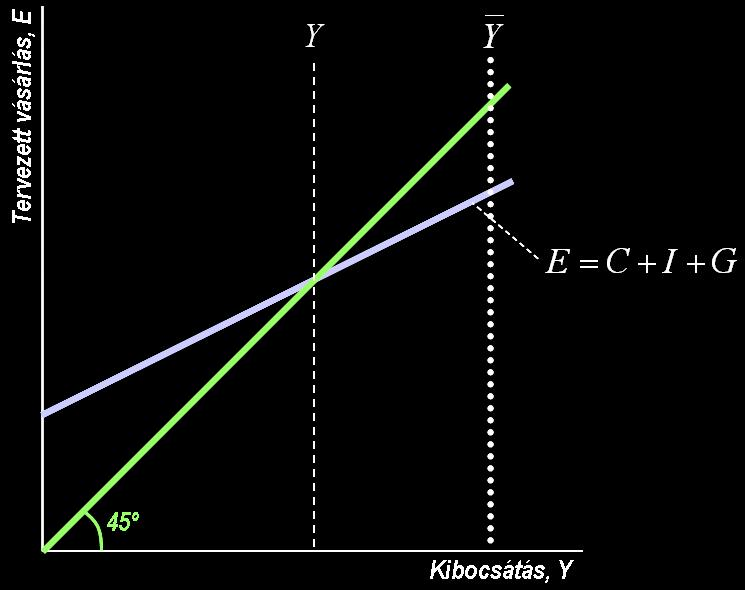 Tervezett vásárlás, E
Y
Y̅
E = C + I + G
45°
Kibocsátás, Y